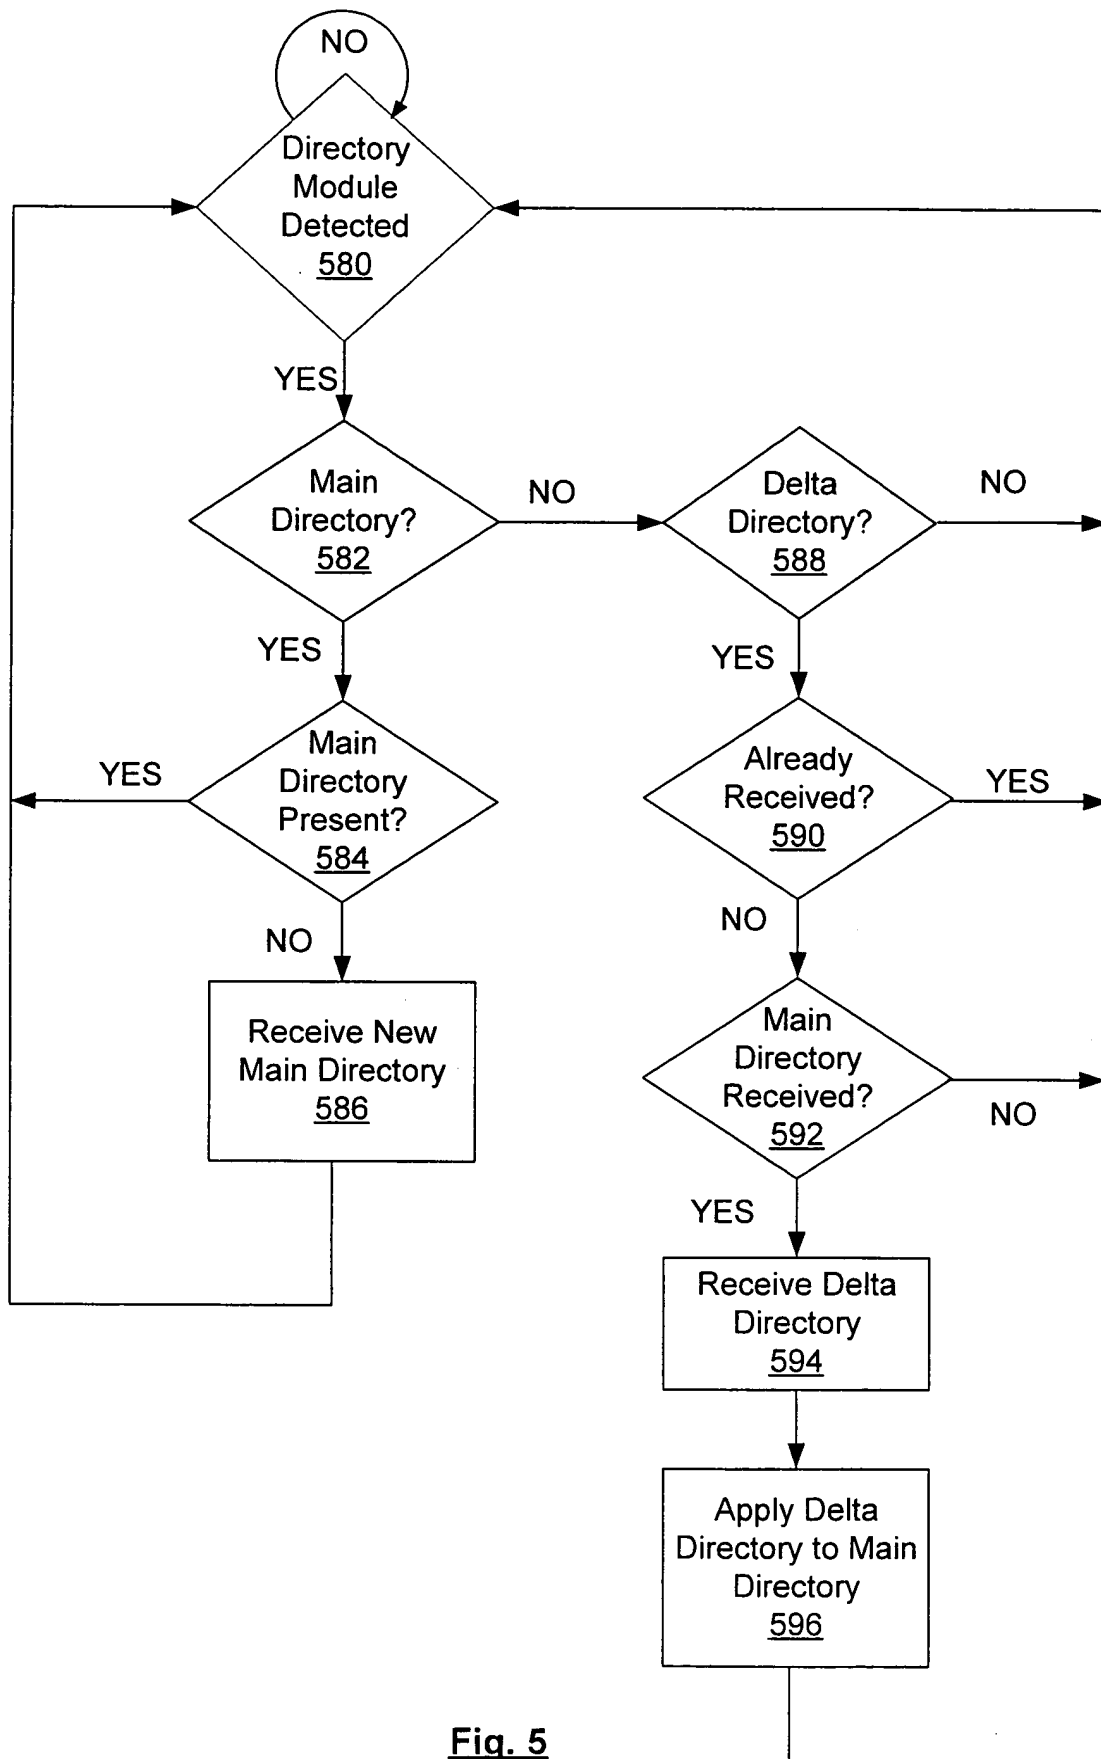 NO
Directory
Module
Detected
580
YES
Main
Directory?
582
NO
Delta
Directory?
588
NO
YES
Main
Directory
Present?
584
YES
NO
Receive New
Main Directory
586
YES
Already
Received?
590
YES
NO
Main
Directory
Received?
592
NO
YES
Receive Delta
Directory
594
Apply Delta
Directory to Main
Directory
596
Fig. 5